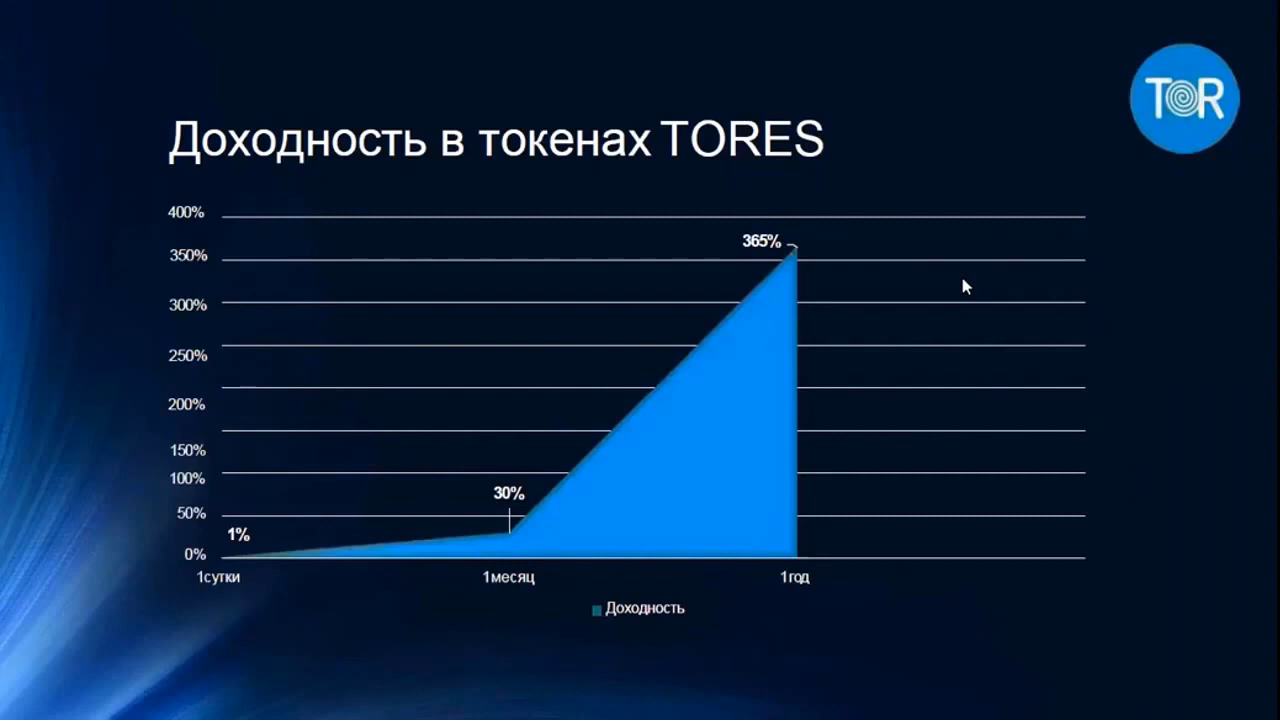 TOR
Доходность в токенах TORES
400%
350%
300%
250%
200%
150%
100%
50%
0%
365%
30%
1%
1сутки
1месяц
1год
Доходность